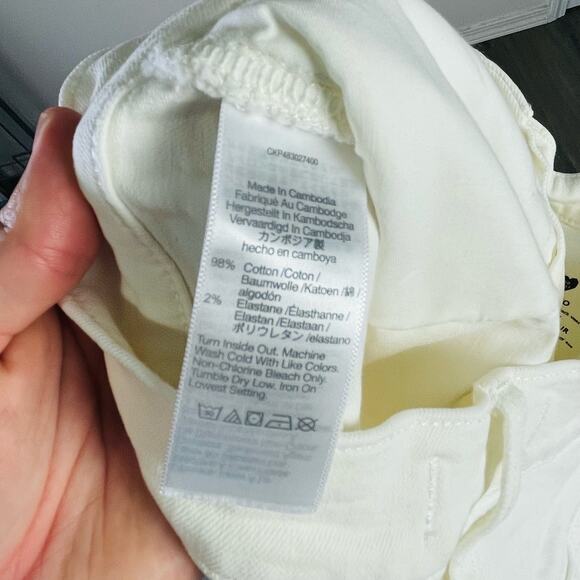 CKP483027400
Made In Cambodia
Fabriqué Au Cambodge
Hergestellt In Kambodscha
Vervaardigd In Cambodja
カンボジア製
hecho en camboya
98% Cotton /Coton /
Baumwolle /Katoen /綿 /
algodón
2% Elastane /Élasthanne /
Elastan /Elastaan /
ポリウレタン /elastano
Turn Inside Out. Machine
Wash Cold With Like Colors.
Non-Chlorine Bleach Only.
Tumble Dry Low. Iron On
Lowest Setting.